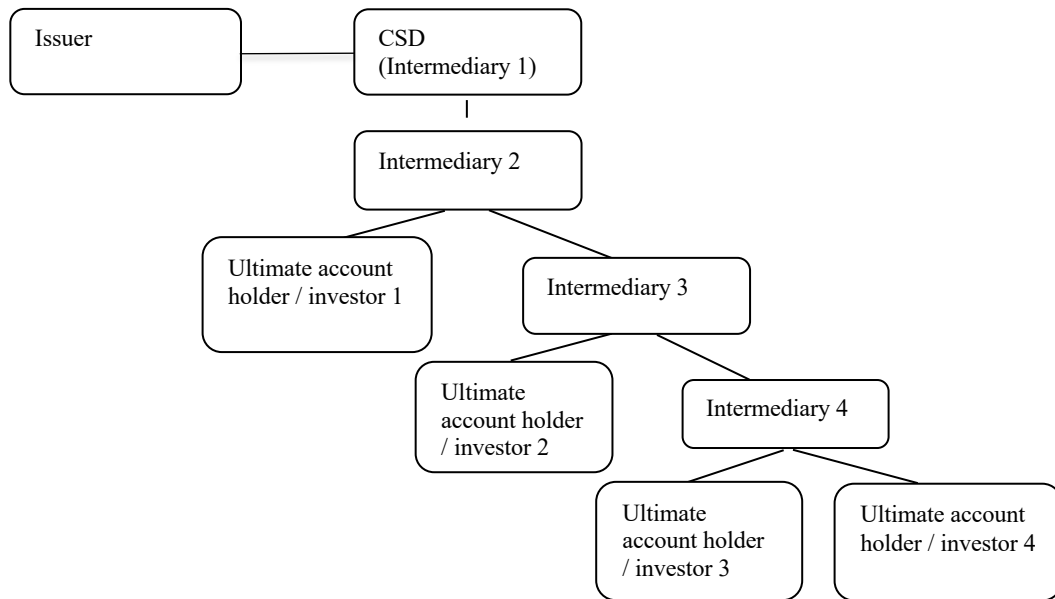 Issuer
CSD
(Intermediary 1)
Intermediary 2
Ultimate account
holder / investor 1
Intermediary 3
Ultimate
account holder
/ investor 2
Intermediary 4
Ultimate
account holder
/ investor 3
Ultimate account
holder / investor 4